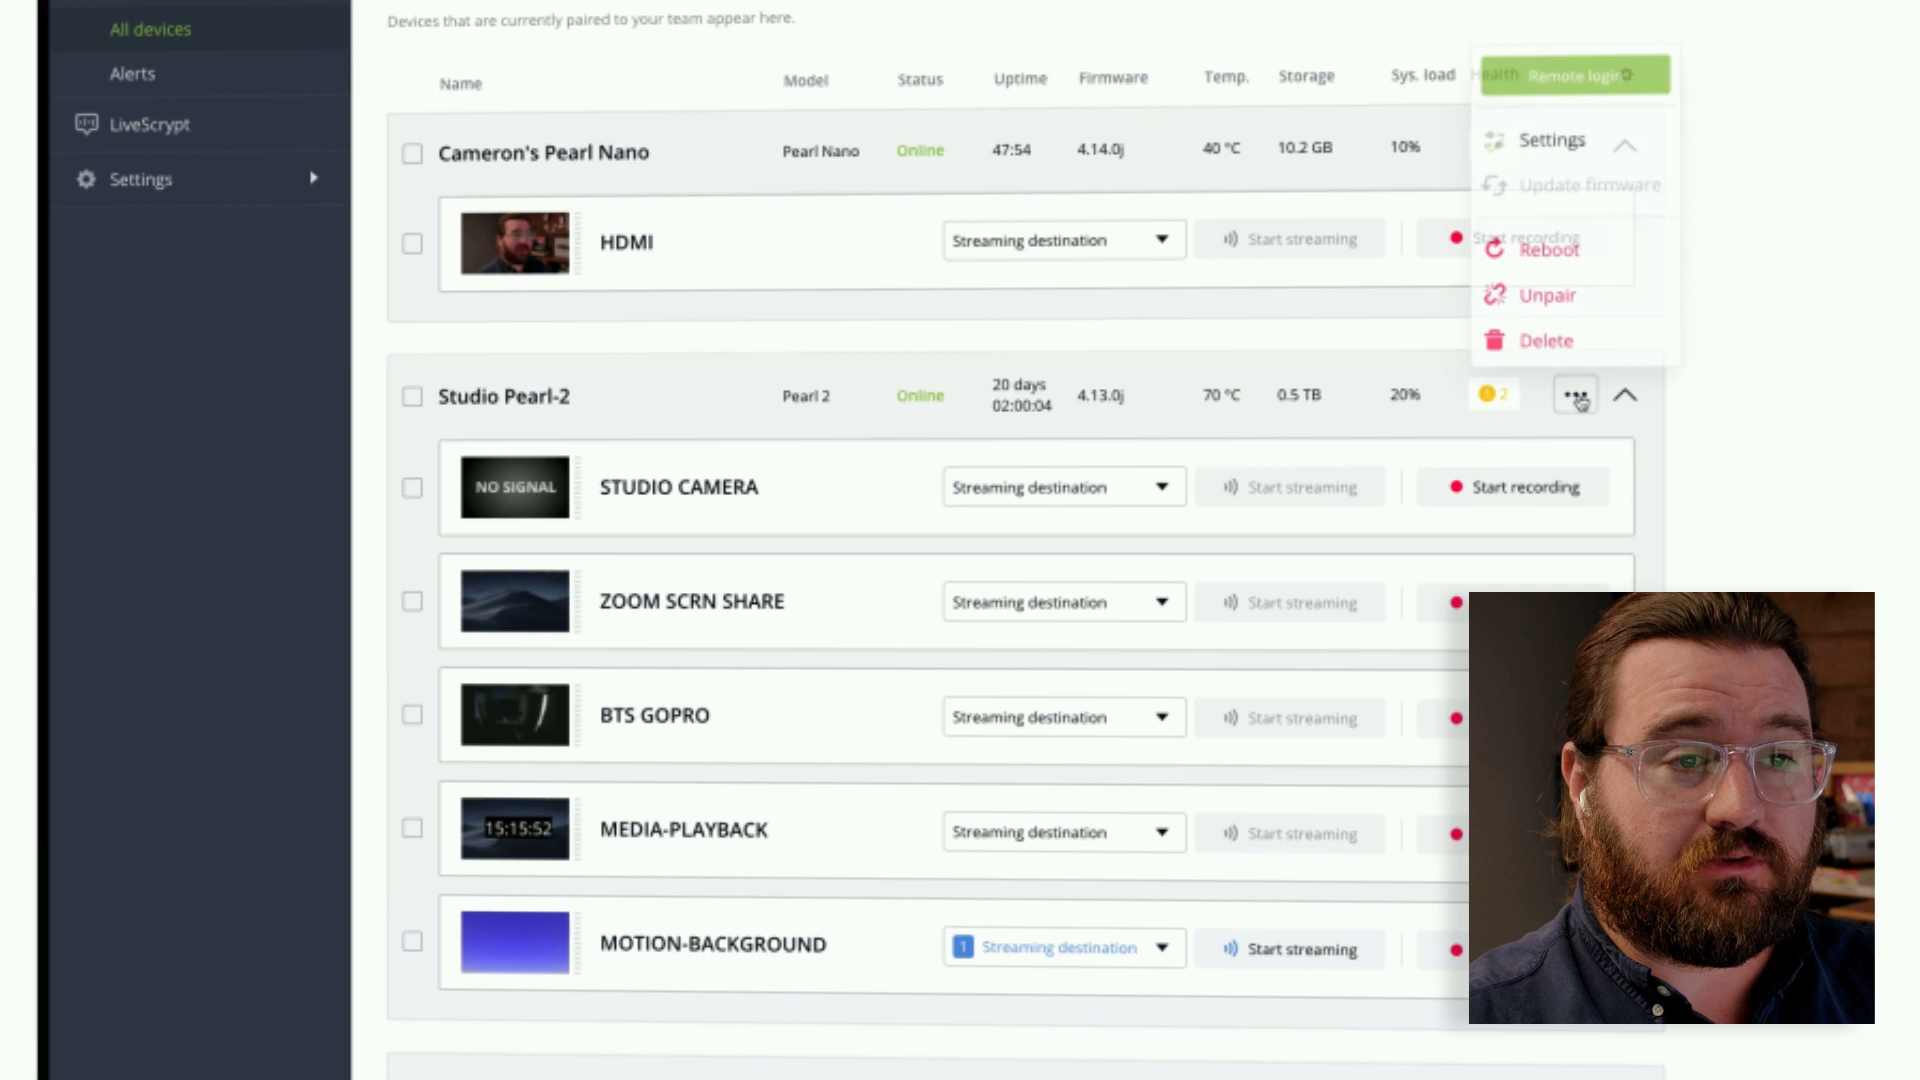 All devices
Alerts
LiveScrypt
Settings
Devices that are currently paired to your team appear here.
Name Model Status Uptime Firmware Temp. Storage Sys. load Health
Remote login
Settings
Update firmware
Reboot
Unpair
Delete
Cameron's Pearl Nano Pearl Nano Online 47:54 4.14.0j 40 °C 10.2 GB 10%
HDMI Streaming destination Start streaming Start recording
Studio Pearl-2 Pearl 2 Online 20 days 02:00:04 4.13.0j 70 °C 0.5 TB 20% 2
NO SIGNAL STUDIO CAMERA Streaming destination Start streaming Start recording
ZOOM SCRN SHARE Streaming destination Start streaming
BTS GOPRO Streaming destination Start streaming
15:15:52 MEDIA-PLAYBACK Streaming destination Start streaming
MOTION-BACKGROUND 1 Streaming destination Start streaming